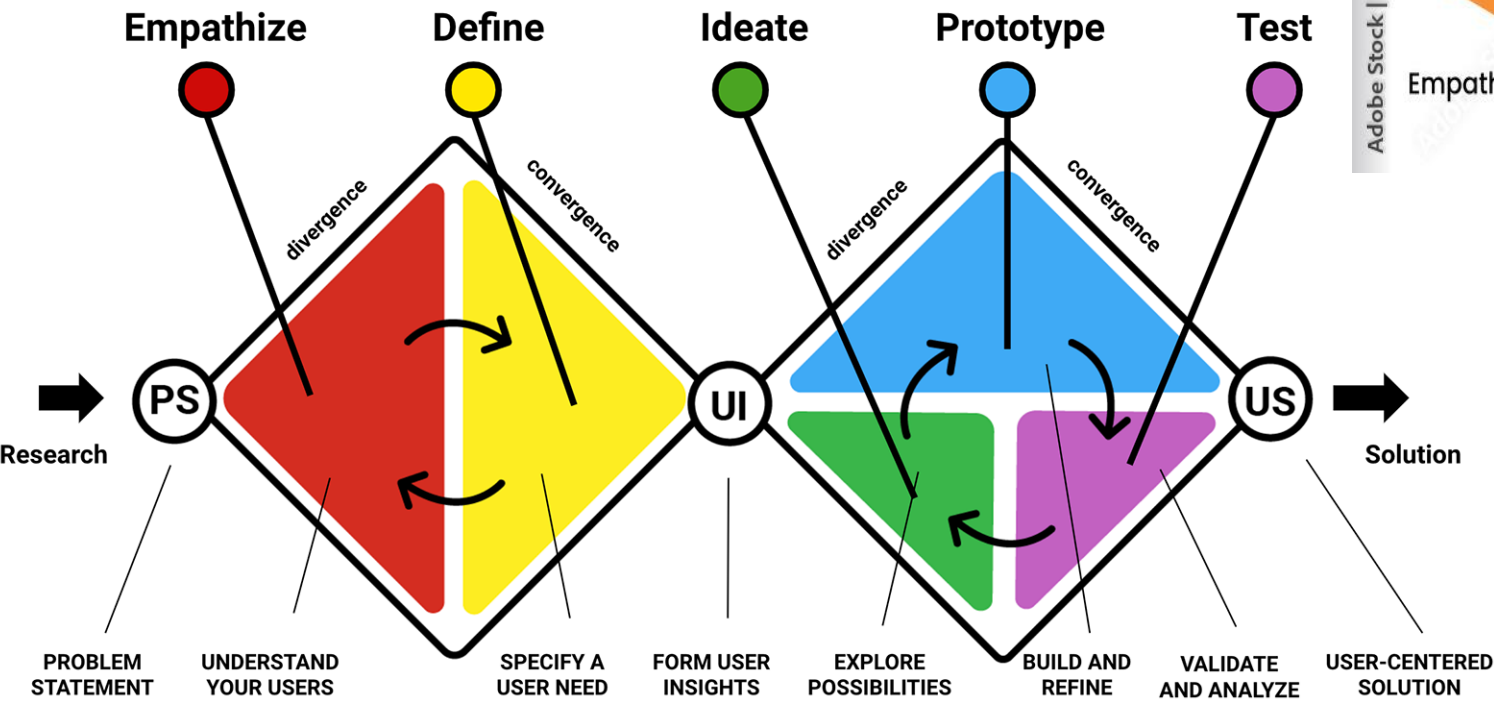 Empathize
Define
Ideate
Prototype
Test
Adobe Stock |
Empath
divergence
convergence
divergence
convergence
PS
UI
US
Research
Solution
PROBLEM
STATEMENT
UNDERSTAND
YOUR USERS
SPECIFY A
USER NEED
FORM USER
INSIGHTS
EXPLORE
POSSIBILITIES
BUILD AND
REFINE
VALIDATE
AND ANALYZE
USER-CENTERED
SOLUTION